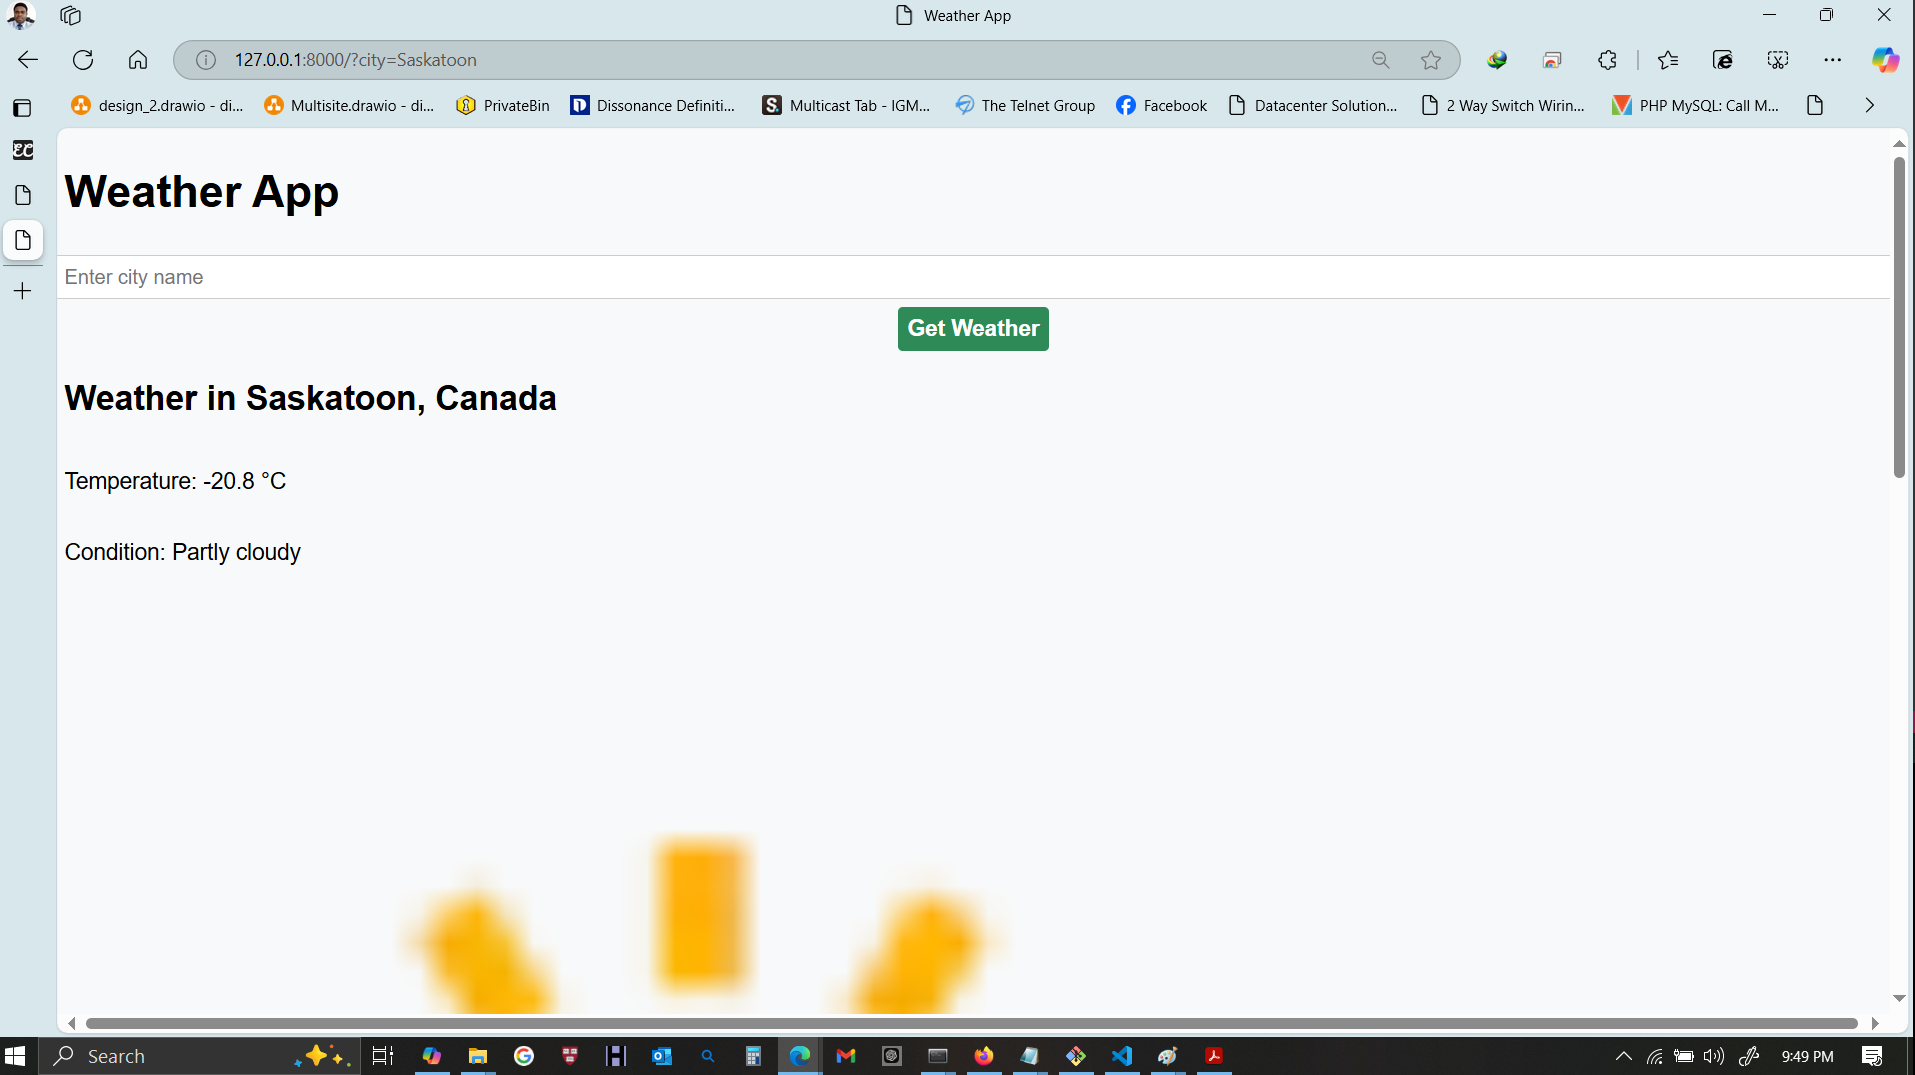 Weather App
127.0.0.1:8000/?city=Saskatoon
design_2.drawio - di...
Multisite.drawio - di...
PrivateBin
Dissonance Definiti...
Multicast Tab - IGM...
The Telnet Group
Facebook
Datacenter Solution...
2 Way Switch Wirin...
PHP MySQL: Call M...
Weather App
Enter city name
Get Weather
Weather in Saskatoon, Canada
Temperature: -20.8 °C
Condition: Partly cloudy
Search
9:49 PM